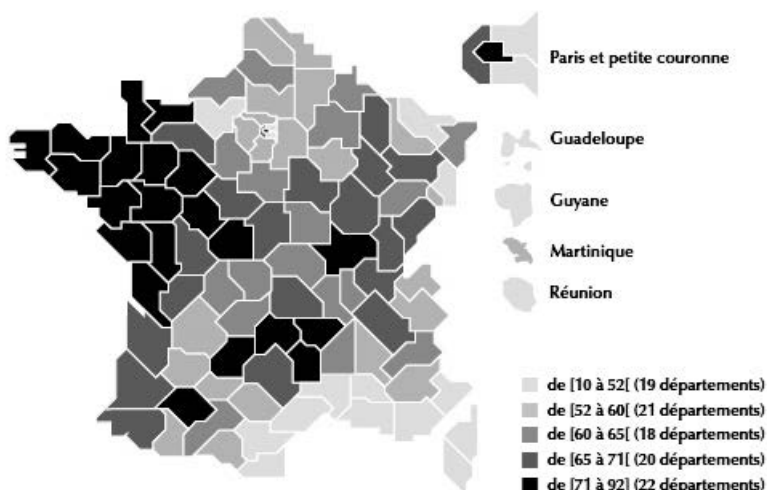 Paris et petite couronne
Guadeloupe
Guyane
Martinique
Réunion
de [10 à 52[ (19 départements)
de [52 à 60[ (21 départements)
de [60 à 65[ (18 départements)
de [65 à 71[ (20 départements)
de [71 à 92] (22 départements)